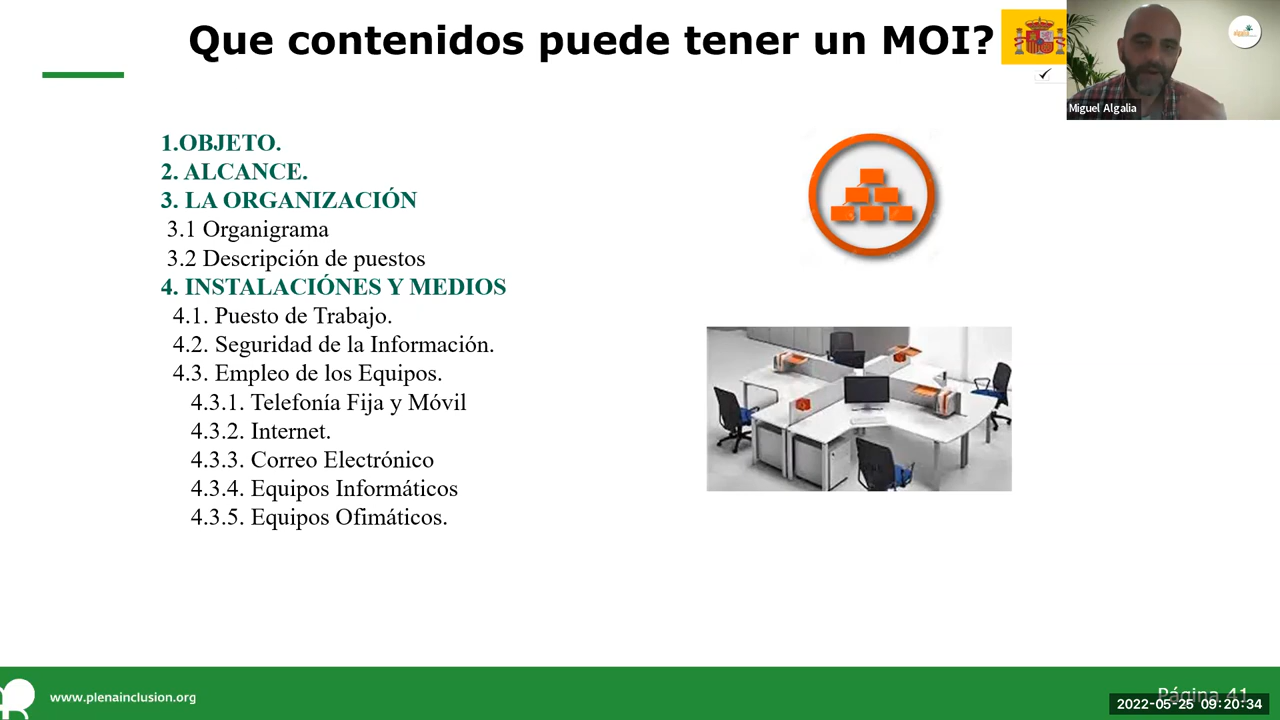 Que contenidos puede tener un MOI?
Miguel Algalia
1.OBJETO.
2. ALCANCE.
3. LA ORGANIZACIÓN
3.1 Organigrama
3.2 Descripción de puestos
4. INSTALACIÓNES Y MEDIOS
4.1. Puesto de Trabajo.
4.2. Seguridad de la Información.
4.3. Empleo de los Equipos.
4.3.1. Telefonía Fija y Móvil
4.3.2. Internet.
4.3.3. Correo Electrónico
4.3.4. Equipos Informáticos
4.3.5. Equipos Ofimáticos.
www.plenainclusion.org
Página 41
2022-05-25 09:20:34